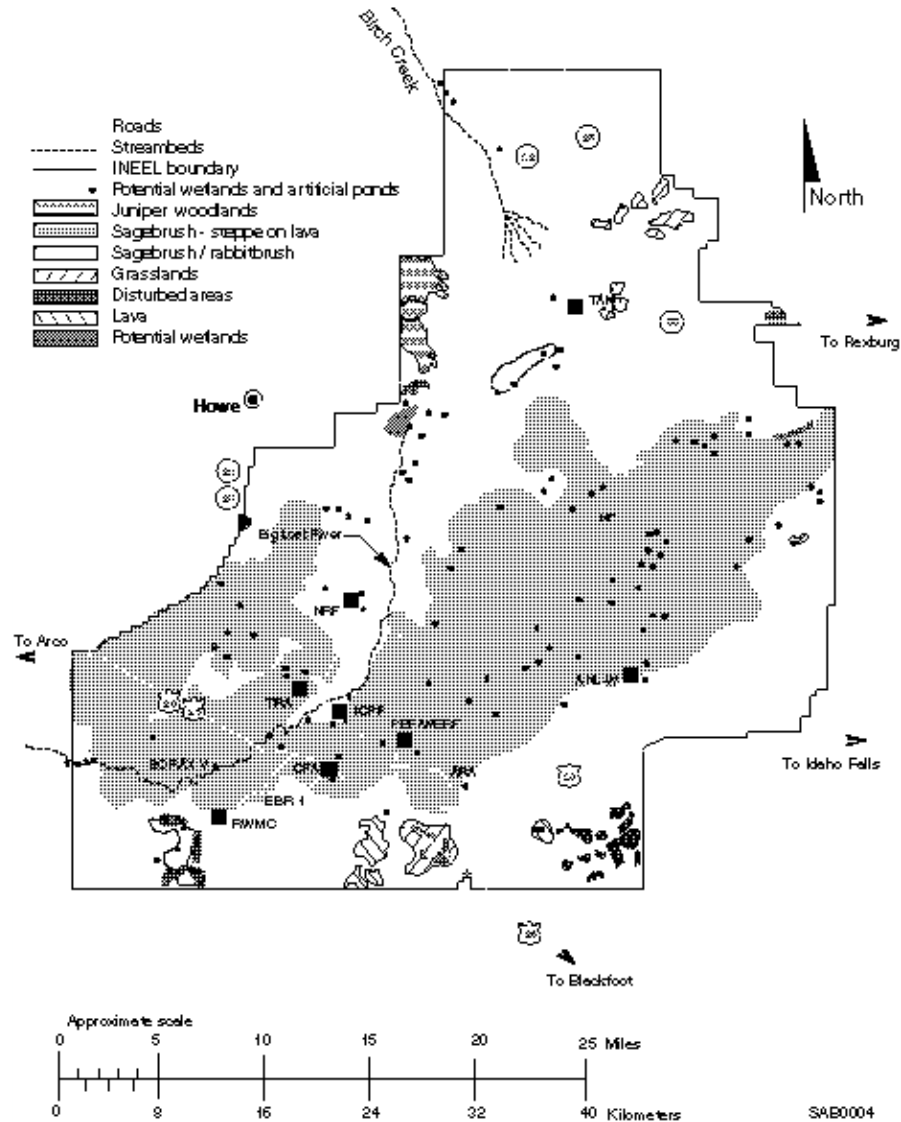 Birch Creek
Roads
Streambeds
INEEL boundary
Potential wetlands and artificial ponds
Juniper woodlands
Sagebrush - steppe on lava
Sagebrush / rabbitbrush
Grasslands
Disturbed areas
Lava
Potential wetlands
North
To Rexburg
Howe
Big Lost River
NRF
To Arco
TRA
ICPP
ANL-W
CFA
ARA
To Idaho Falls
EBR-1
RWMC
To Blackfoot
Approximate scale
0 5 10 15 20 25 Miles
0 8 16 24 32 40 Kilometers
SAB0004